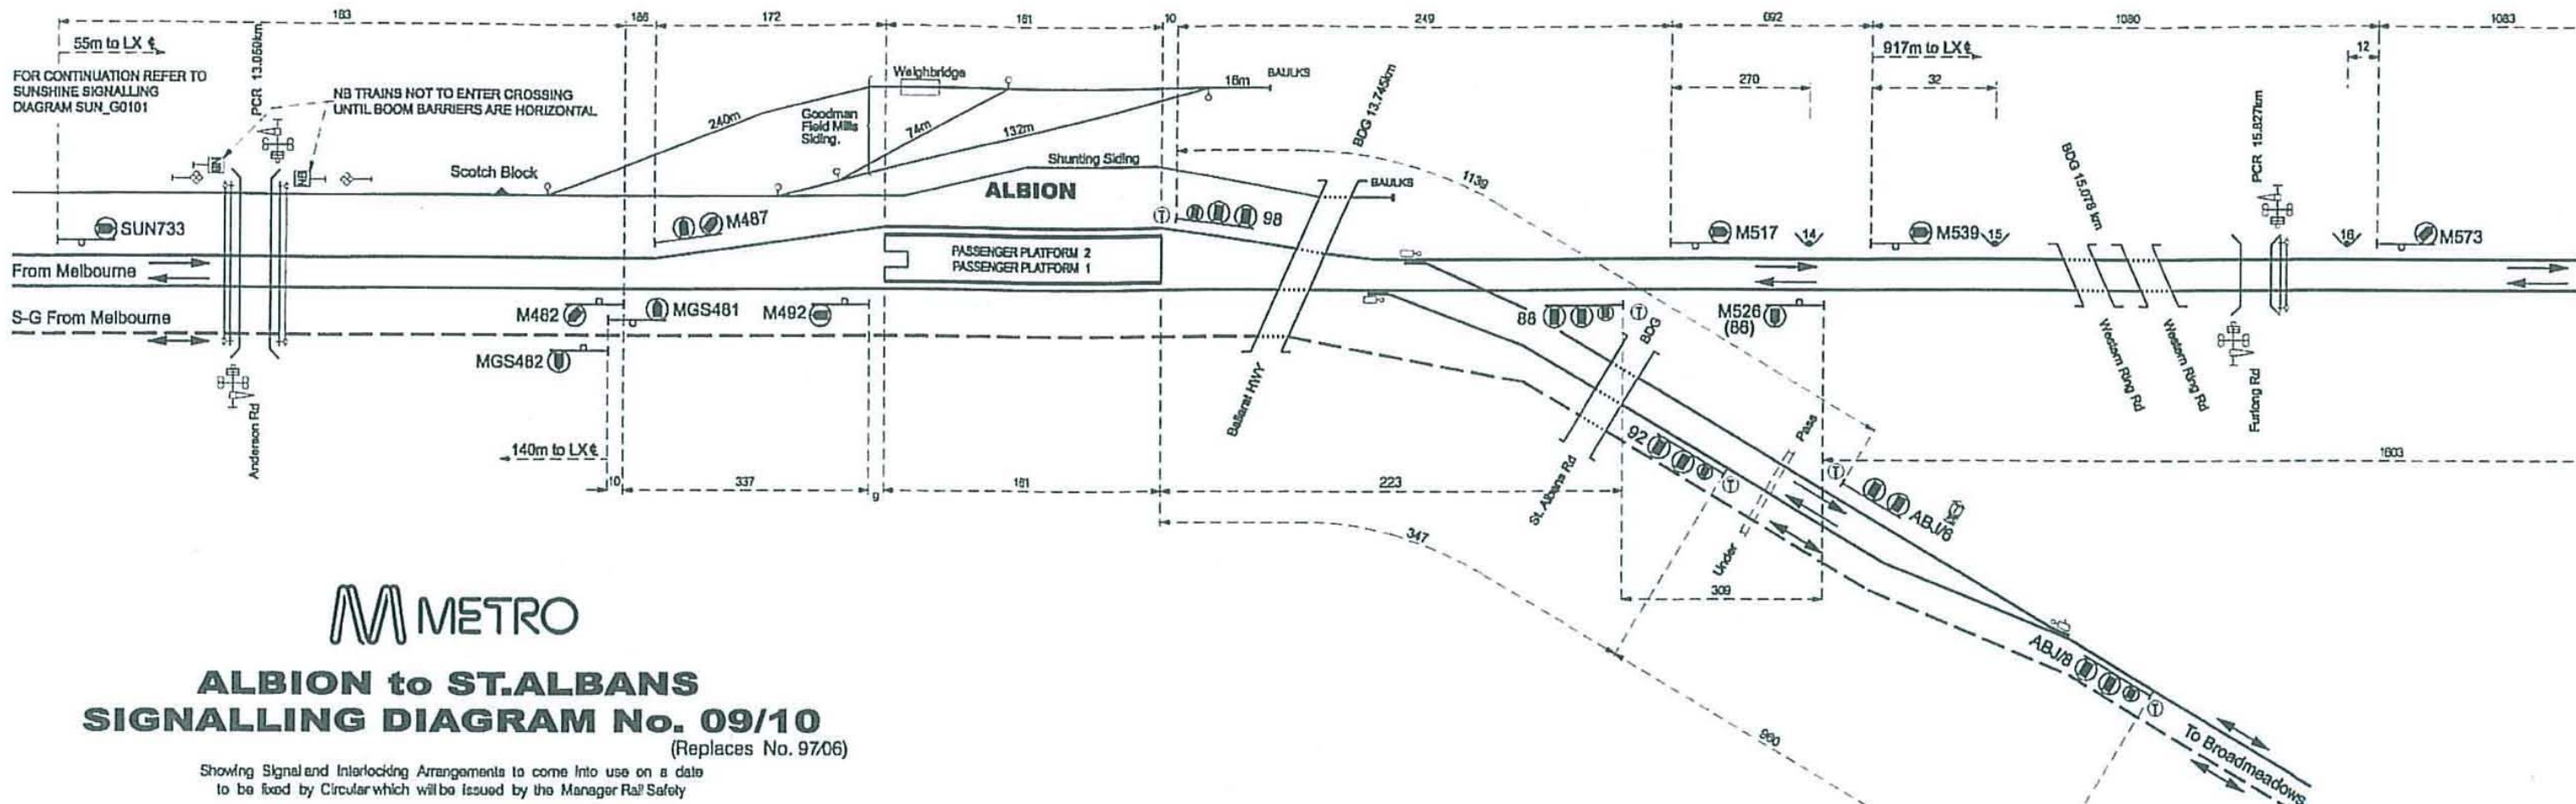 183
186
172
181
10
249
692
1080
1083
55m to LX ℄
917m to LX ℄
12
270
32
FOR CONTINUATION REFER TO
SUNSHINE SIGNALLING
DIAGRAM SUN_G0101
PCR 13.059km
NB TRAINS NOT TO ENTER CROSSING
UNTIL BOOM BARRIERS ARE HORIZONTAL
NB
NB
Weighbridge
16m
BAULKS
240m
Goodman
Field Mills
Siding.
74m
132m
BDG 13.745km
Scotch Block
Shunting Siding
ALBION
BAULKS
1139
BDG 15.078 km
PCR 15.827km
SUN733
M487
98
M517
14
M539
15
16
M573
From Melbourne
PASSENGER PLATFORM 2
PASSENGER PLATFORM 1
S-G From Melbourne
M482
MGS481
M492
MGS482
88
BDG
M526
(86)
Western Ring Rd
Western Ring Rd
Furlong Rd
Anderson Rd
Ballarat HWY
St. Albans Rd
92
Under Pass
ABJ/6
140m to LX ℄
10
337
9
181
223
1603
347
309
960
ABJ/8
To Broadmeadows
METRO
ALBION to ST.ALBANS
SIGNALLING DIAGRAM No. 09/10
(Replaces No. 97/06)
Showing Signal and Interlocking Arrangements to come into use on a date
to be fixed by Circular which will be issued by the Manager Rail Safety